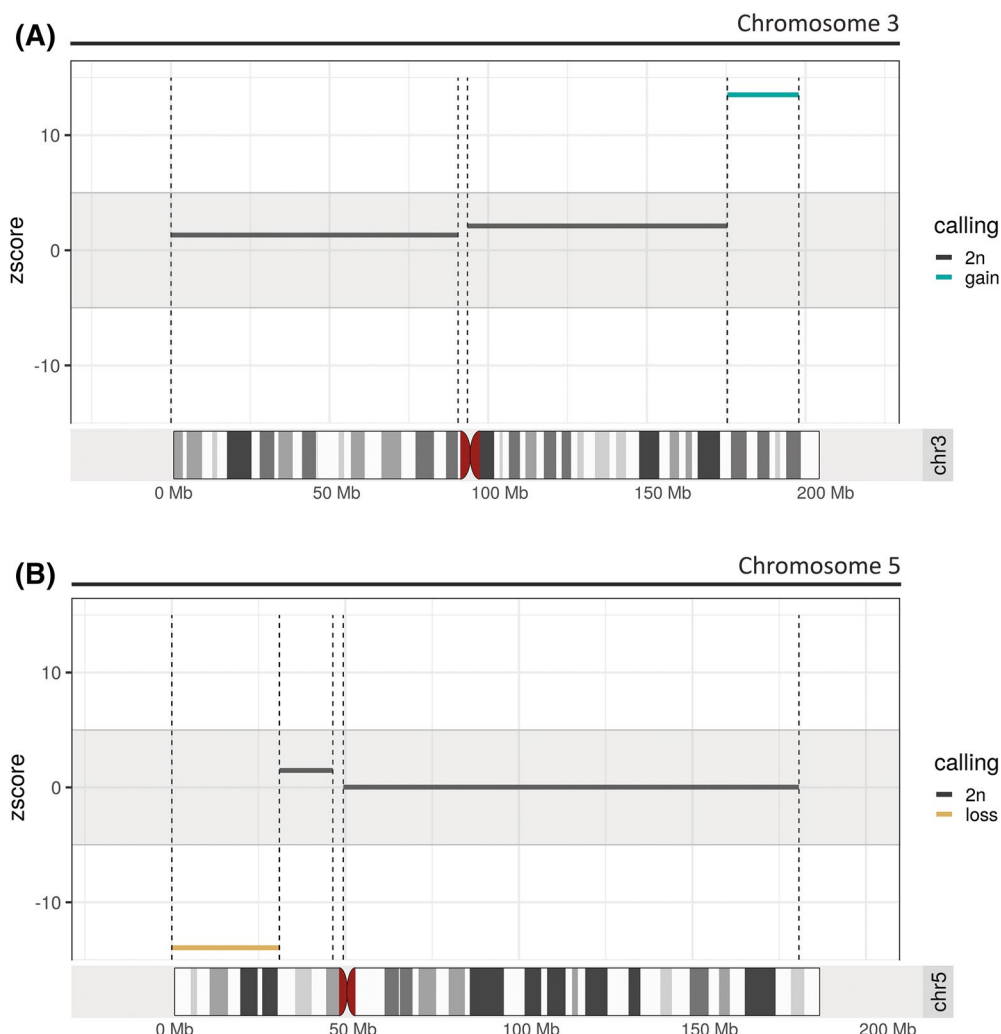 (A)
Chromosome 3
10
0
-10
zscore
calling
2n
gain
chr3
0 Mb 50 Mb 100 Mb 150 Mb 200 Mb
(B)
Chromosome 5
10
0
-10
zscore
calling
2n
loss
chr5
0 Mb 50 Mb 100 Mb 150 Mb 200 Mb